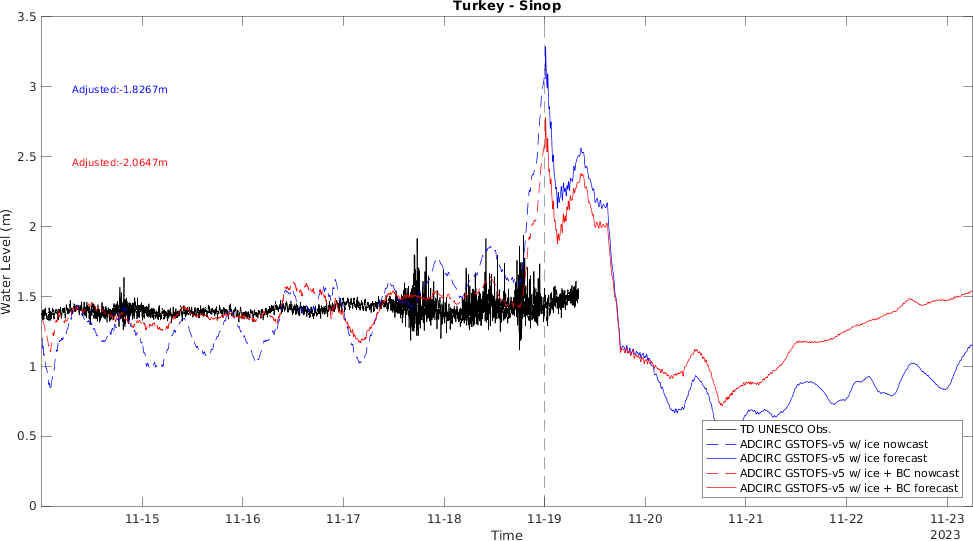 Turkey - Sinop
3.5
3
2.5
2
1.5
1
0.5
0
Water Level (m)
Adjusted:-1.8267m
Adjusted:-2.0647m
TD UNESCO Obs.
ADCIRC GSTOFS-v5 w/ ice nowcast
ADCIRC GSTOFS-v5 w/ ice forecast
ADCIRC GSTOFS-v5 w/ ice + BC nowcast
ADCIRC GSTOFS-v5 w/ ice + BC forecast
11-15 11-16 11-17 11-18 11-19 11-20 11-21 11-22 11-23
2023
Time